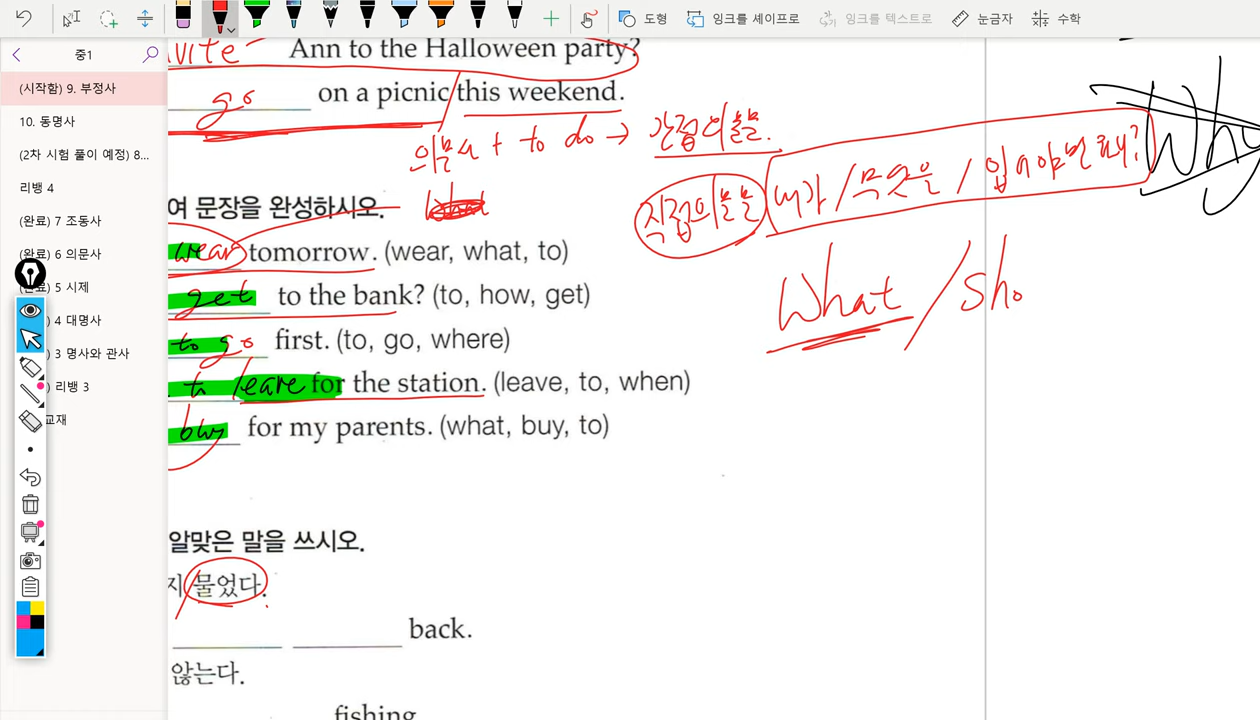 도형 잉크를 셰이프로 잉크를 텍스트로 눈금자 수학
중1
(시작함) 9. 부정사
10. 동명사
(2차 시험 풀이 예정) 8...
리뱅 4
(완료) 7 조동사
(완료) 6 의문사
5 시제
4 대명사
3 명사와 관사
리뱅 3
교재
vite Ann to the Halloween party?
go on a picnic / this weekend.
의문사 + to do → 간접의문문.
직접의문문 내가 / 무엇을 / 입어야만 해?
Why
여 문장을 완성하시오.
wear tomorrow. (wear, what, to)
What / sho
get to the bank? (to, how, get)
to go first. (to, go, where)
to leave for the station. (leave, to, when)
buy for my parents. (what, buy, to)
알맞은 말을 쓰시오.
지 / 물었다.
back.
않는다.
fishing